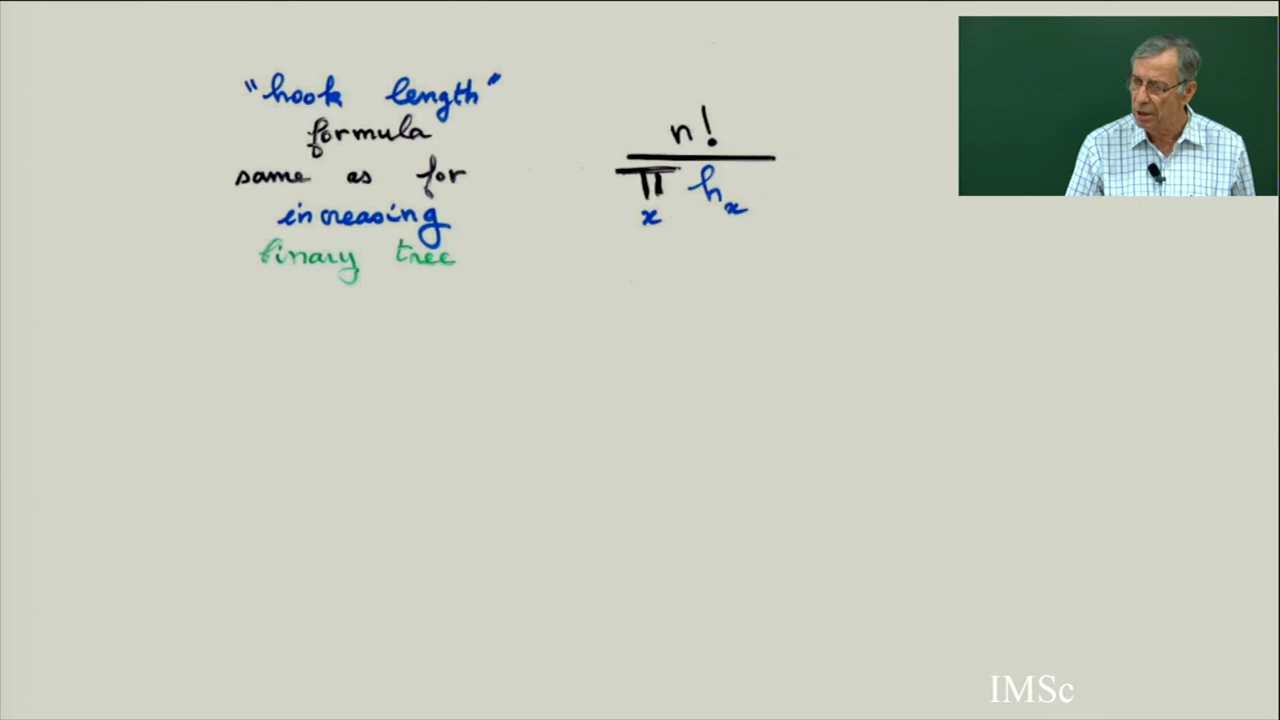 "hook length"
formula
same as for
increasing
binary tree
n!
∏ hₓ
x
IMSc